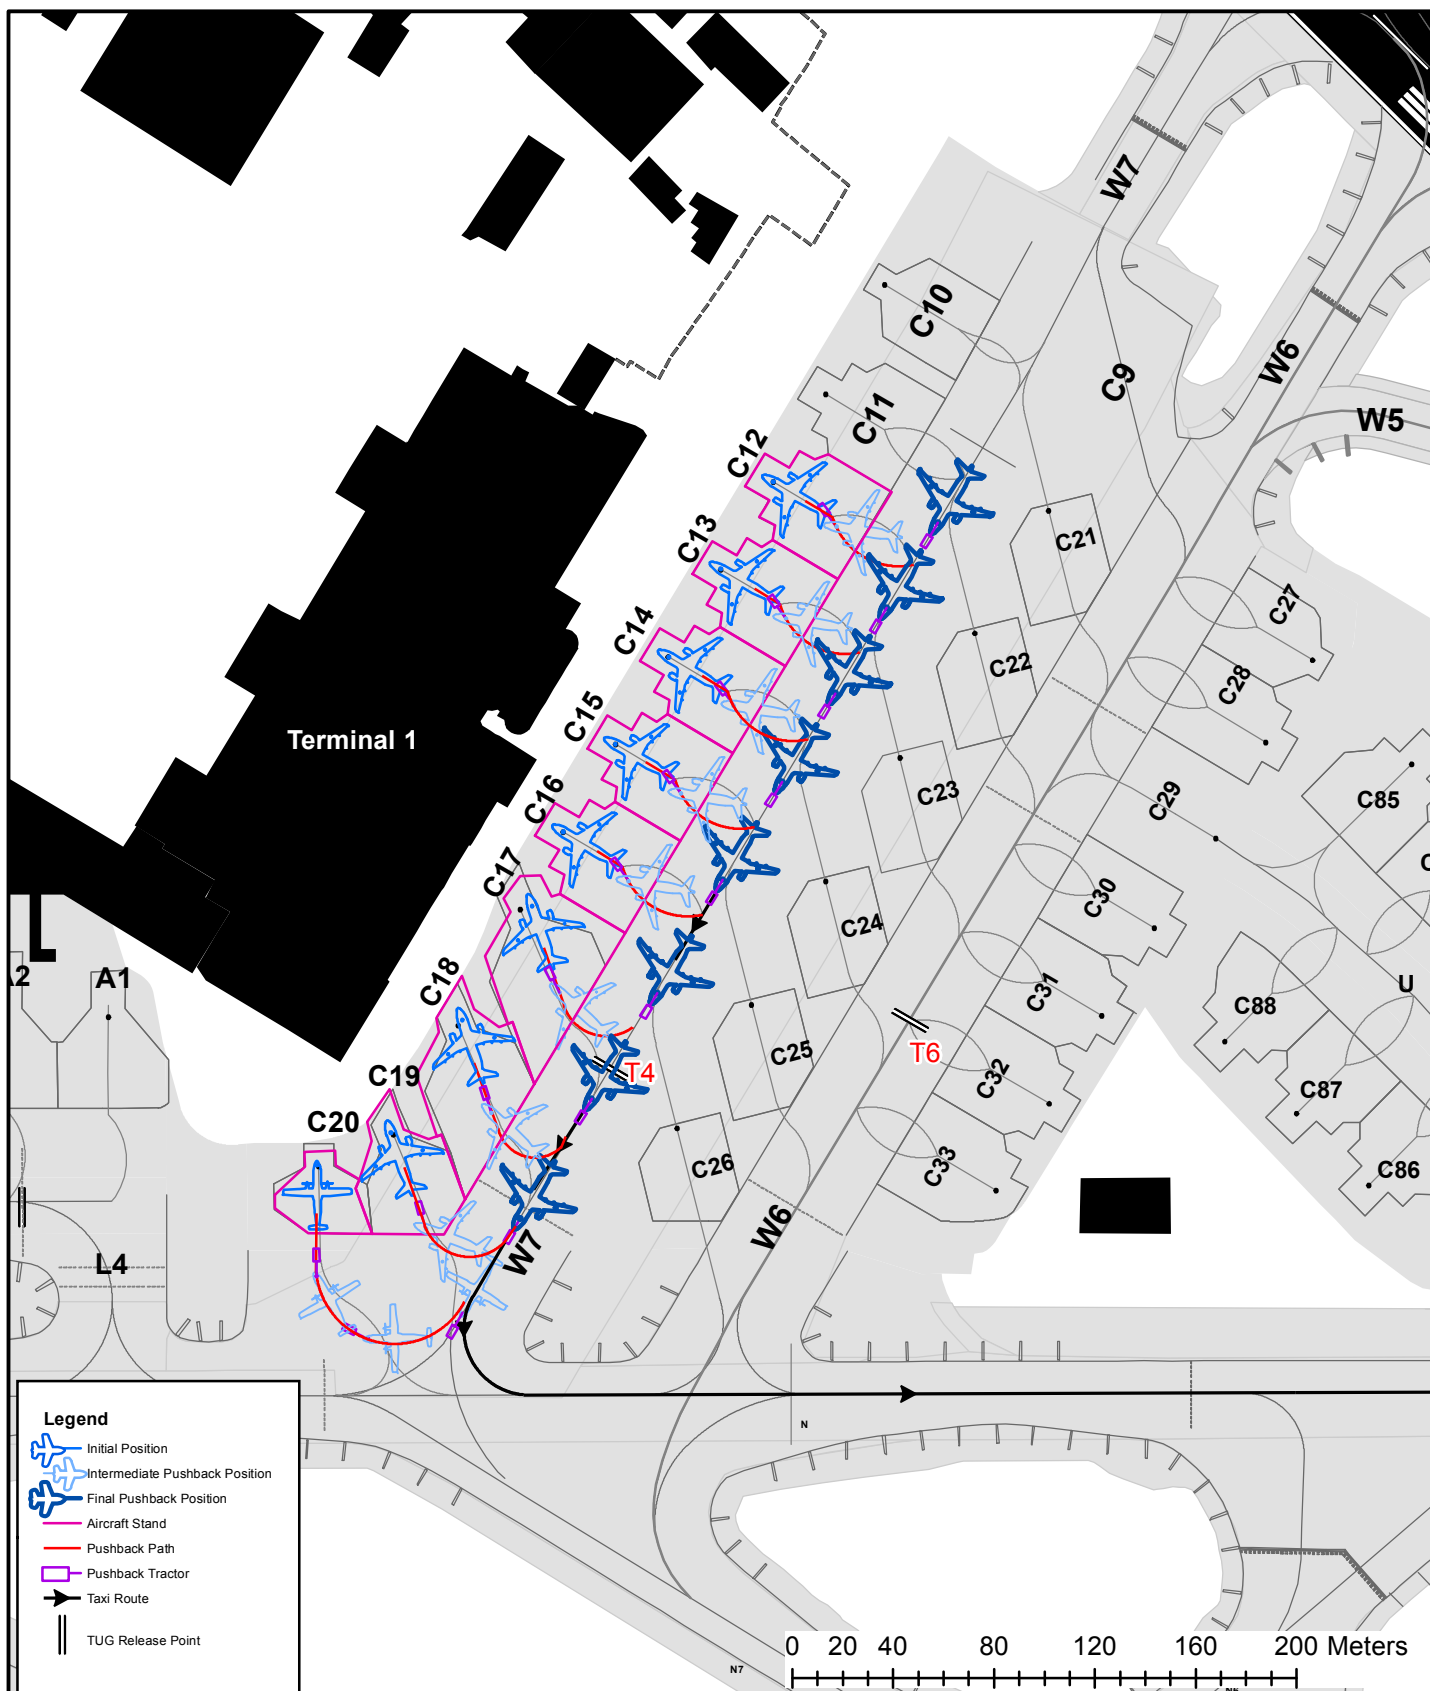 W7
C10
W6
C9
C11
W5
C12
C21
C13
C27
C14
C22
C28
C15
Terminal 1
C23
C29
C85
C16
C17
C30
C24
A2
A1
C18
C31
U
C88
C25
T6
T4
C19
C32
C87
C20
C26
C33
C86
W6
W7
L4
N
Legend
Initial Position
Intermediate Pushback Position
Final Pushback Position
Aircraft Stand
Pushback Path
Pushback Tractor
Taxi Route
TUG Release Point
0 20 40 80 120 160 200 Meters
N7